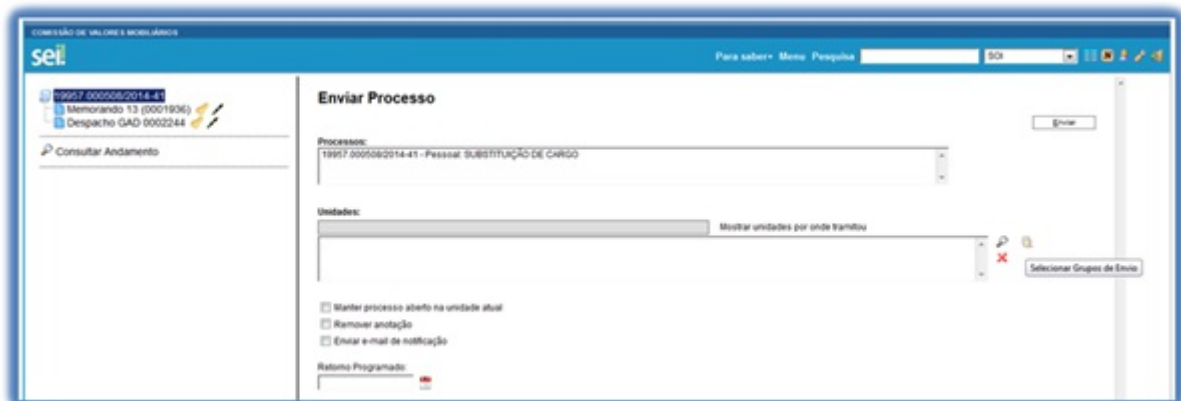 COMISSÃO DE VALORES MOBILIÁRIOS
sei!
Para saber+ Menu Pesquisa SOI
19957.000508/2014-41
Memorando 13 (0001936)
Despacho GAD 0002244
Consultar Andamento
Enviar Processo
Enviar
Processos:
19957.000508/2014-41 - Pessoal: SUBSTITUIÇÃO DE CARGO
Unidades:
Mostrar unidades por onde tramitou
Selecionar Grupos de Envio
Manter processo aberto na unidade atual
Remover anotação
Enviar e-mail de notificação
Retorno Programado: